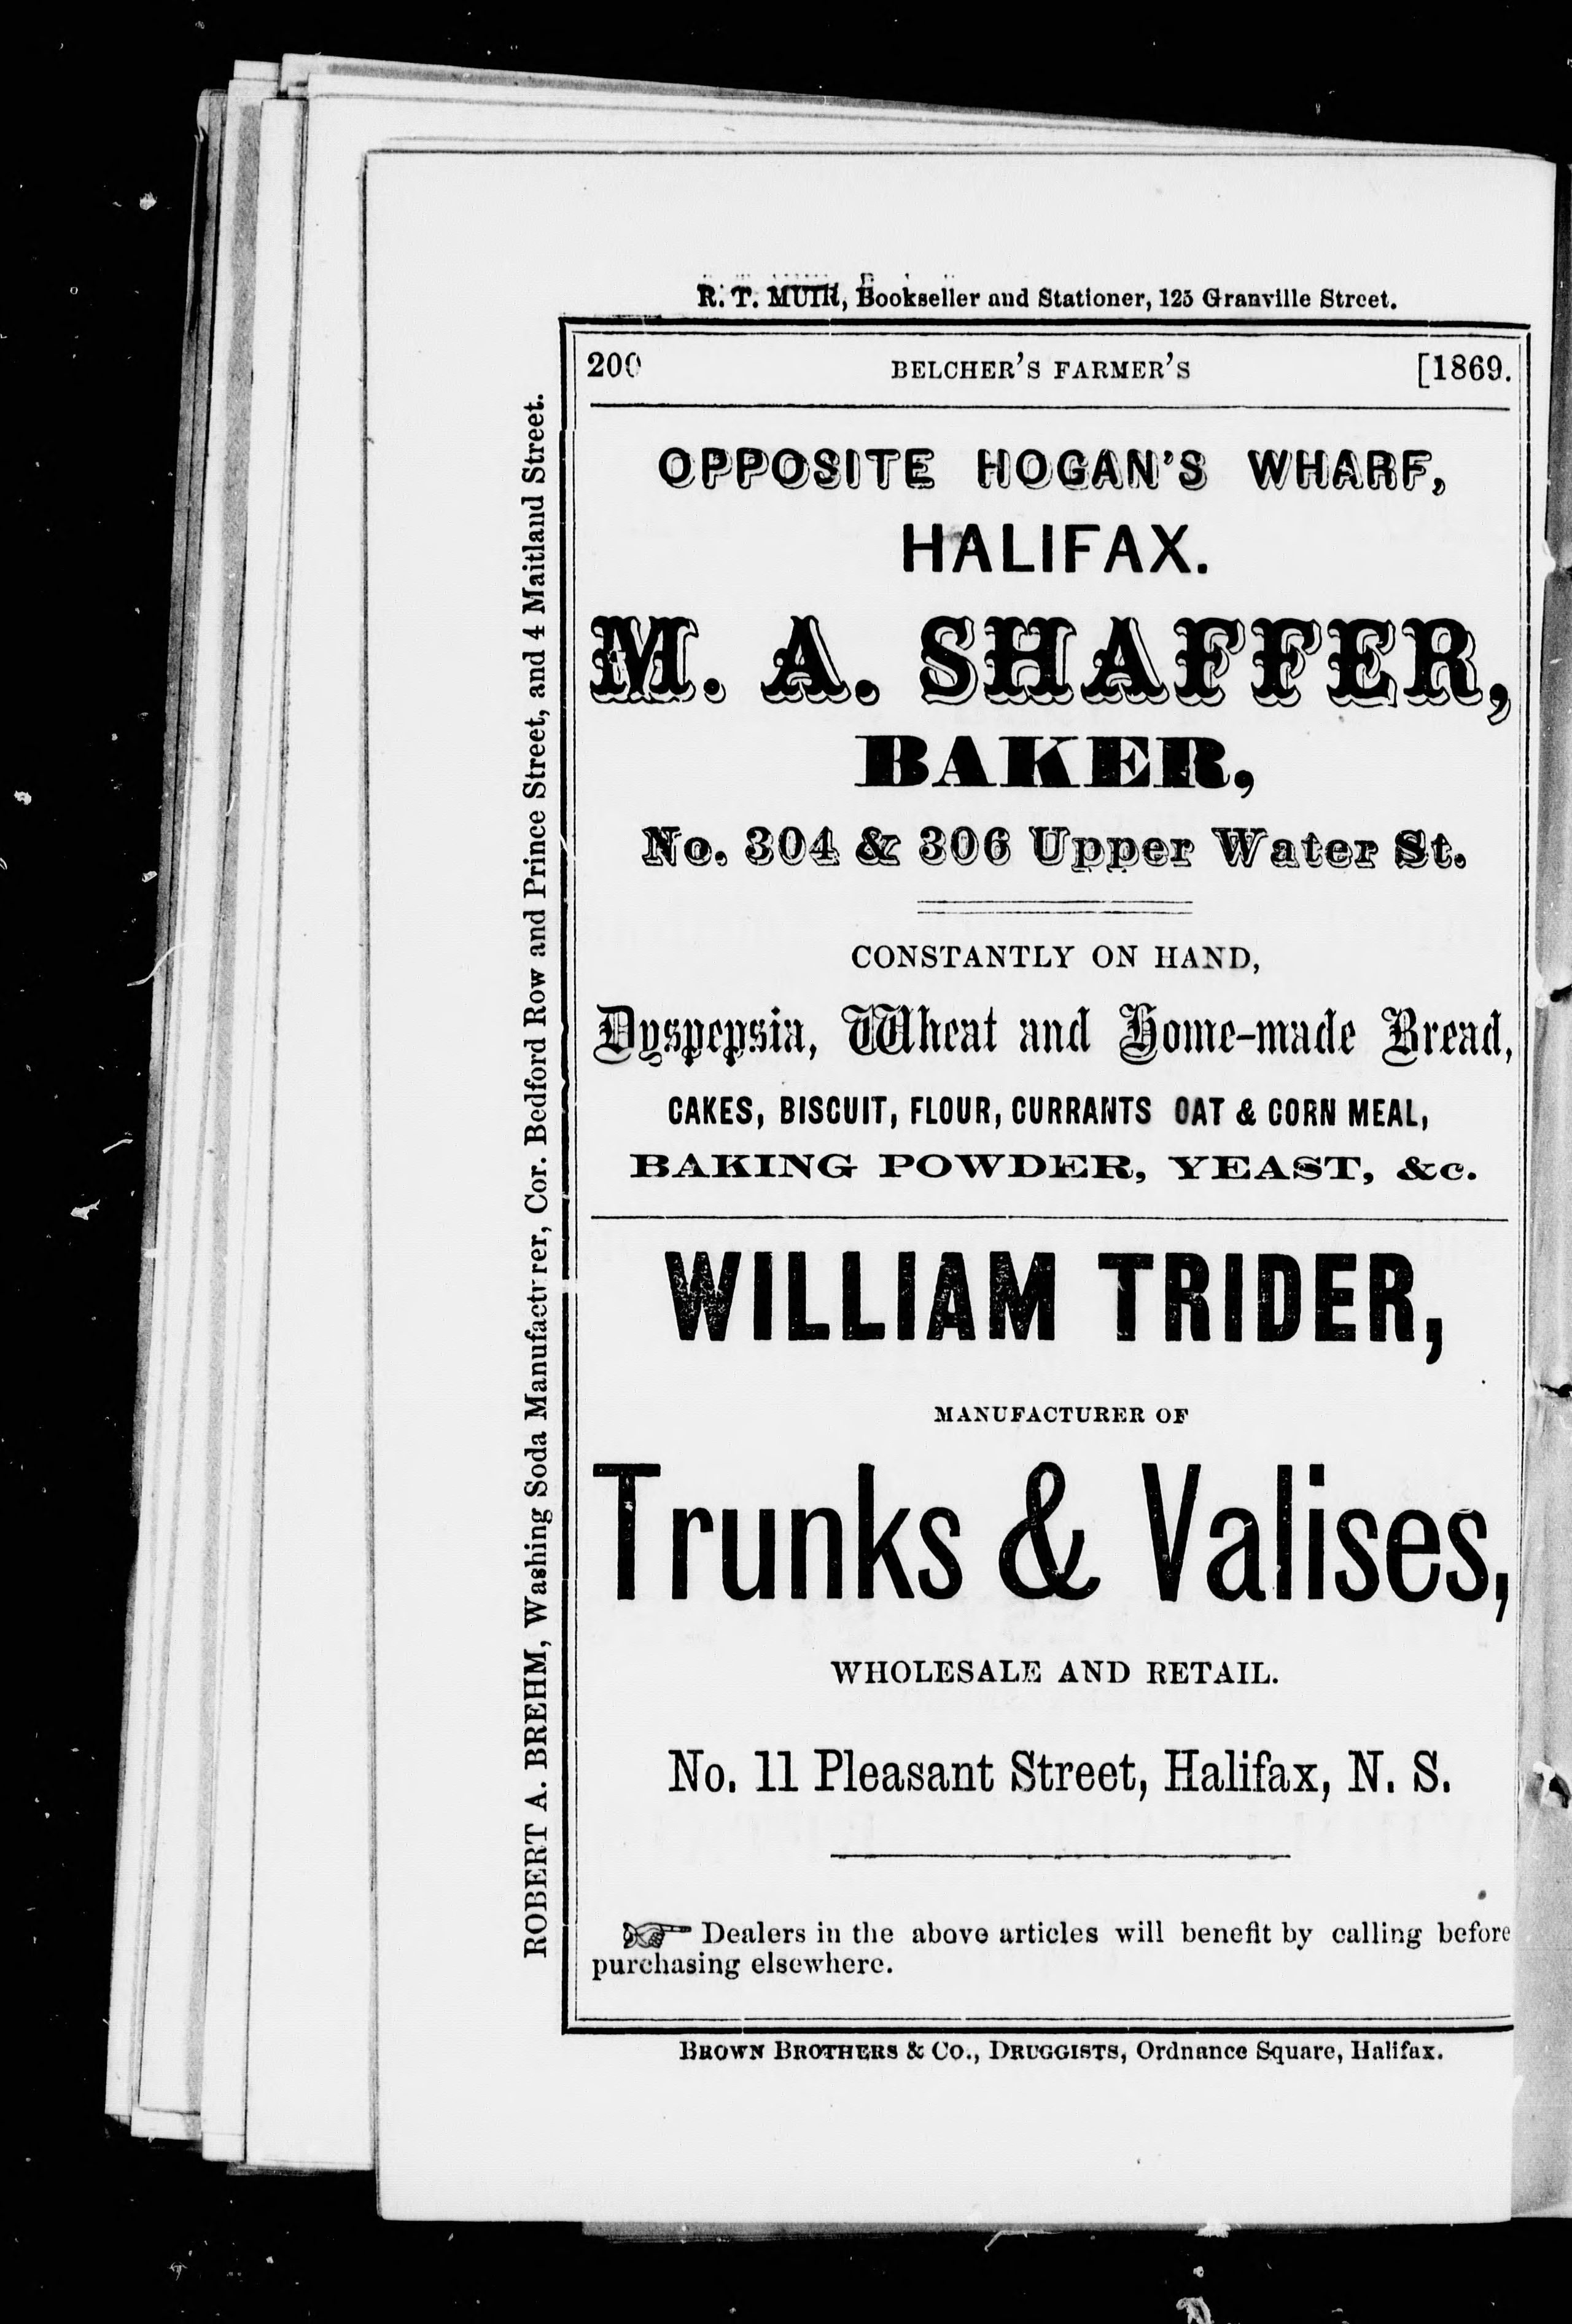 R. T. MUIR, Bookseller and Stationer, 125 Granville Street.
200 BELCHER'S FARMER'S [1869.
OPPOSITE HOGAN'S WHARF,
HALIFAX.
M. A. SHAFFER,
BAKER,
No. 304 & 306 Upper Water St.
CONSTANTLY ON HAND,
Dyspepsia, Wheat and Home-made Bread,
CAKES, BISCUIT, FLOUR, CURRANTS OAT & CORN MEAL,
BAKING POWDER, YEAST, &c.
WILLIAM TRIDER,
MANUFACTURER OF
Trunks & Valises,
WHOLESALE AND RETAIL.
No. 11 Pleasant Street, Halifax, N. S.
Dealers in the above articles will benefit by calling before
purchasing elsewhere.
BROWN BROTHERS & CO., DRUGGISTS, Ordnance Square, Halifax.
ROBERT A. BREHM, Washing Soda Manufacturer, Cor. Bedford Row and Prince Street, and 4 Maitland Street.